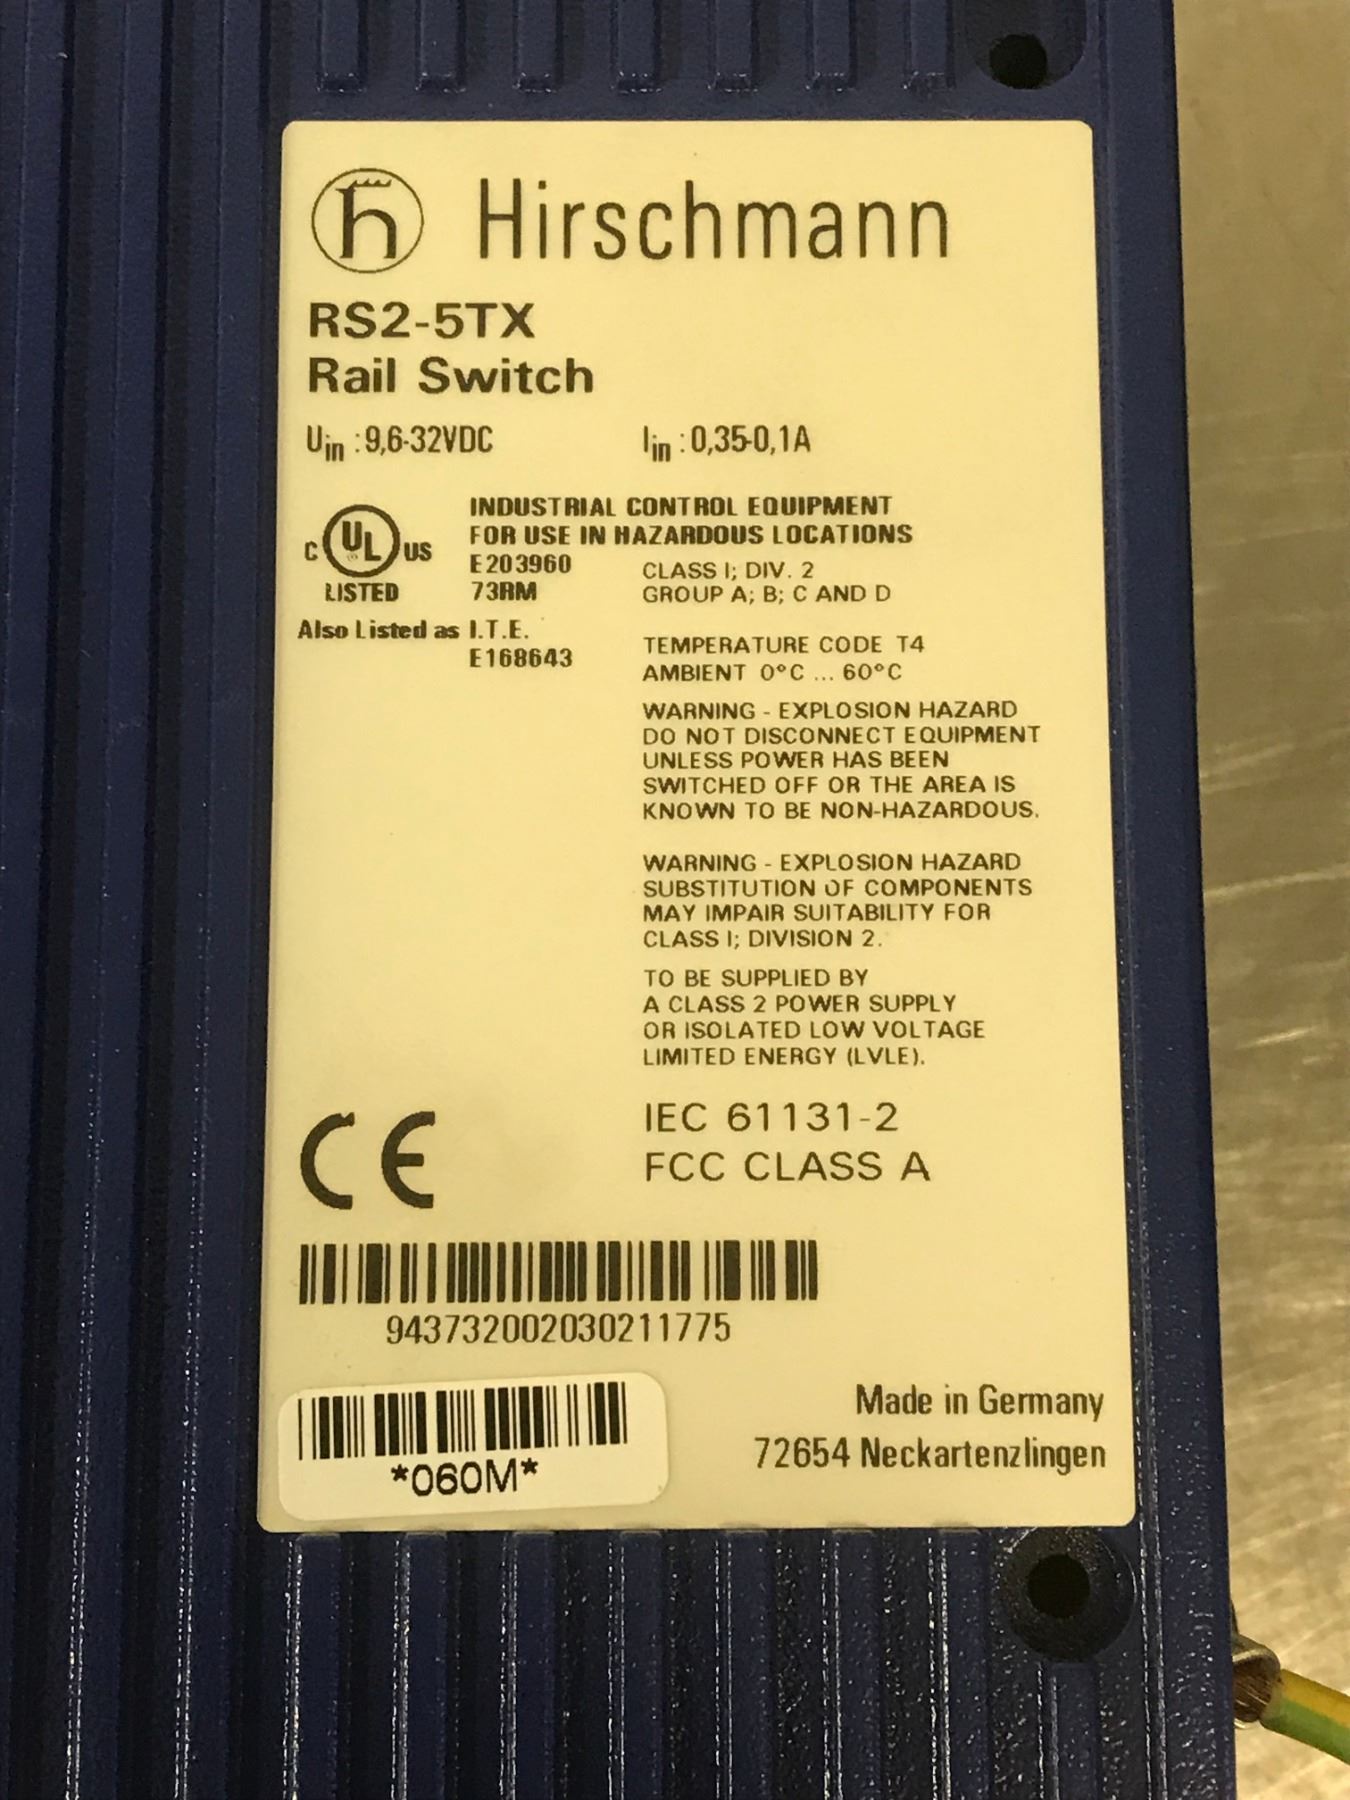 Hirschmann
RS2-5TX
Rail Switch
Uin : 9,6-32VDC
Iin : 0,35-0,1A
C UL US
LISTED
INDUSTRIAL CONTROL EQUIPMENT
FOR USE IN HAZARDOUS LOCATIONS
E203960
73RM
Also Listed as I.T.E.
E168643
CLASS I; DIV. 2
GROUP A; B; C AND D
TEMPERATURE CODE T4
AMBIENT 0°C ... 60°C
WARNING - EXPLOSION HAZARD
DO NOT DISCONNECT EQUIPMENT
UNLESS POWER HAS BEEN
SWITCHED OFF OR THE AREA IS
KNOWN TO BE NON-HAZARDOUS.
WARNING - EXPLOSION HAZARD
SUBSTITUTION OF COMPONENTS
MAY IMPAIR SUITABILITY FOR
CLASS I; DIVISION 2.
TO BE SUPPLIED BY
A CLASS 2 POWER SUPPLY
OR ISOLATED LOW VOLTAGE
LIMITED ENERGY (LVLE).
CE
IEC 61131-2
FCC CLASS A
943732002030211775
*060M*
Made in Germany
72654 Neckartenzlingen